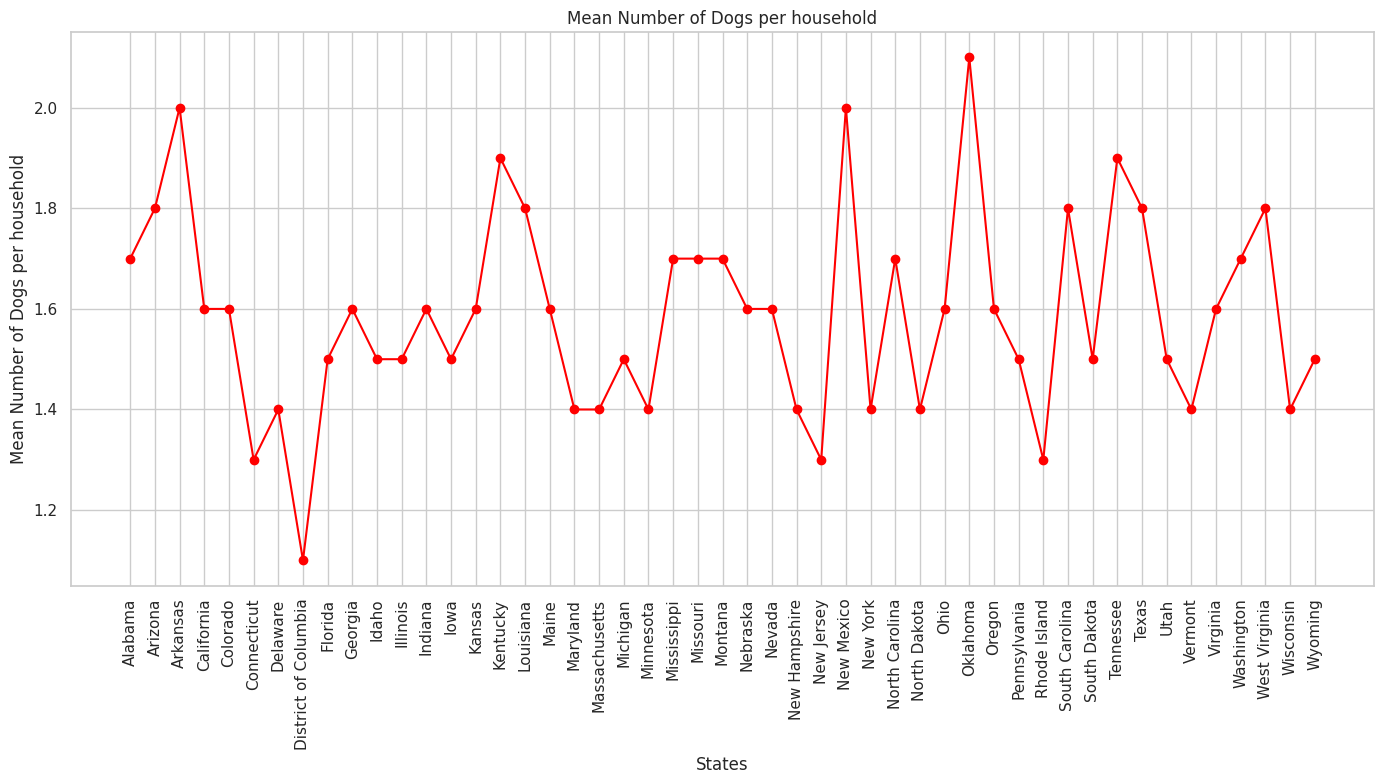 Mean Number of Dogs per household
Mean Number of Dogs per household
2.0
1.8
1.6
1.4
1.2
Alabama
Arizona
Arkansas
California
Colorado
Connecticut
Delaware
District of Columbia
Florida
Georgia
Idaho
Illinois
Indiana
Iowa
Kansas
Kentucky
Louisiana
Maine
Maryland
Massachusetts
Michigan
Minnesota
Mississippi
Missouri
Montana
Nebraska
Nevada
New Hampshire
New Jersey
New Mexico
New York
North Carolina
North Dakota
Ohio
Oklahoma
Oregon
Pennsylvania
Rhode Island
South Carolina
South Dakota
Tennessee
Texas
Utah
Vermont
Virginia
Washington
West Virginia
Wisconsin
Wyoming
States